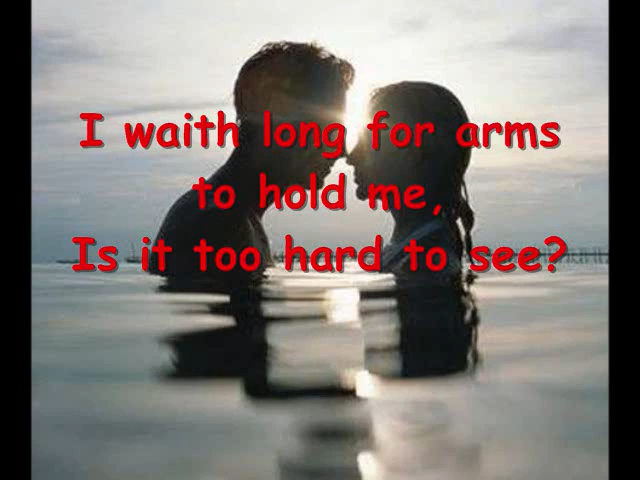 I waith long for arms
to hold me,
Is it too hard to see?